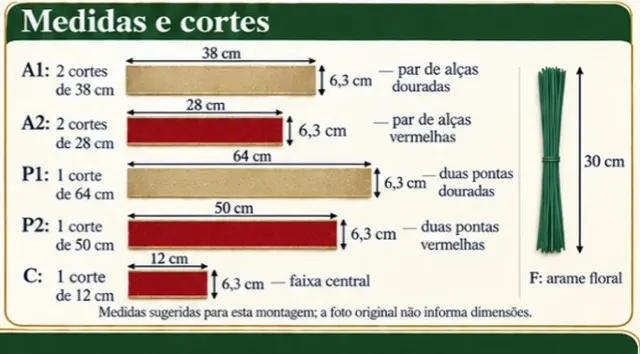 Medidas e cortes
38 cm
A1: 2 cortes
de 38 cm
6,3 cm
— par de alças
douradas
28 cm
A2: 2 cortes
de 28 cm
6,3 cm
— par de alças
vermelhas
64 cm
P1: 1 corte
de 64 cm
6,3 cm
— duas pontas
douradas
50 cm
P2: 1 corte
de 50 cm
6,3 cm
— duas pontas
vermelhas
12 cm
C: 1 corte
de 12 cm
6,3 cm
— faixa central
30 cm
F: arame floral
Medidas sugeridas para esta montagem; a foto original não informa dimensões.